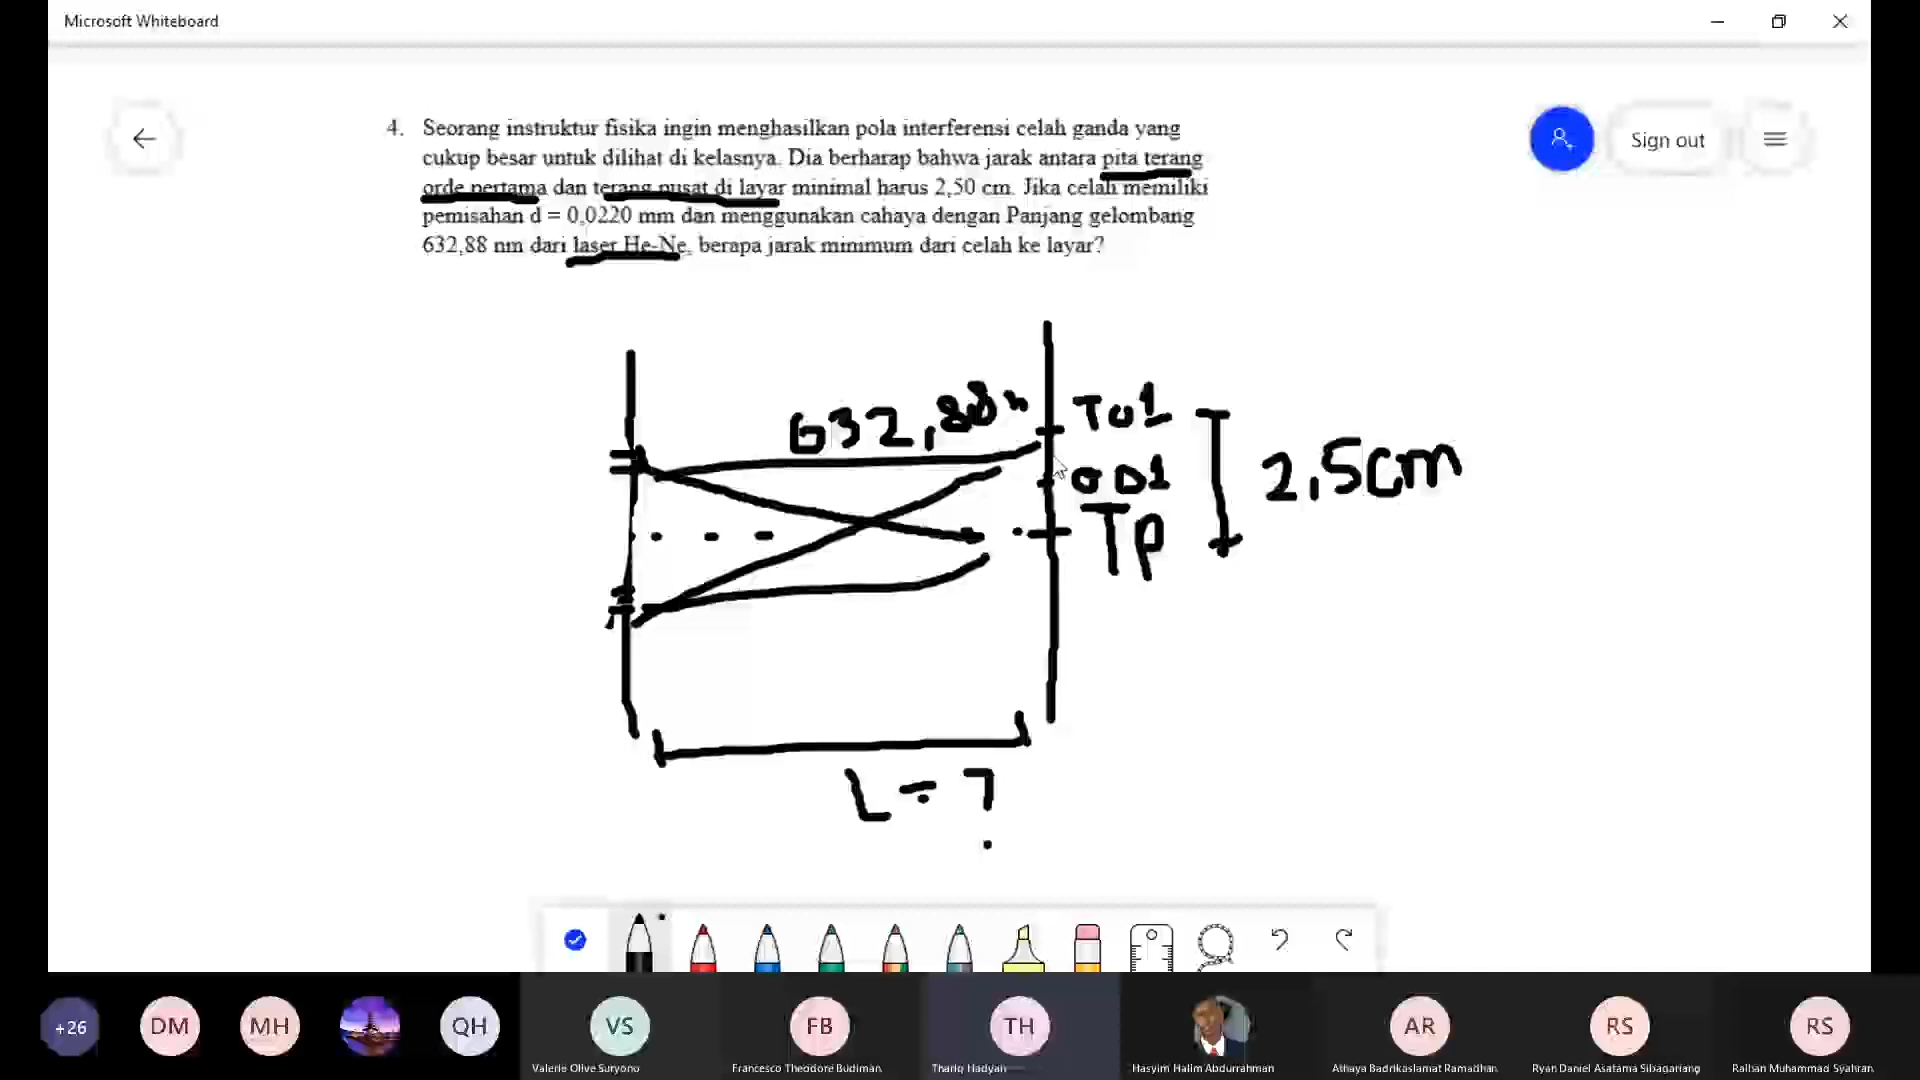 Microsoft Whiteboard
Sign out
4. Seorang instruktur fisika ingin menghasilkan pola interferensi celah ganda yang
cukup besar untuk dilihat di kelasnya. Dia berharap bahwa jarak antara pita terang
orde pertama dan terang pusat di layar minimal harus 2,50 cm. Jika celah memiliki
pemisahan d = 0,0220 mm dan menggunakan cahaya dengan Panjang gelombang
632,88 nm dari laser He-Ne, berapa jarak minimum dari celah ke layar?
632,88n
TO1
GD1
TP
2,5cm
L = ?
+26
DM
MH
QH
VS
FB
TH
AR
RS
RS
Valerie Olive Suryono
Francesco Theodore Budiman
Thariq Hadyan
Hasyim Halim Abdurrahman
Athaya Badrikaslamat Ramadhan
Ryan Daniel Asatama Sibagariang
Raihan Muhammad Syahran